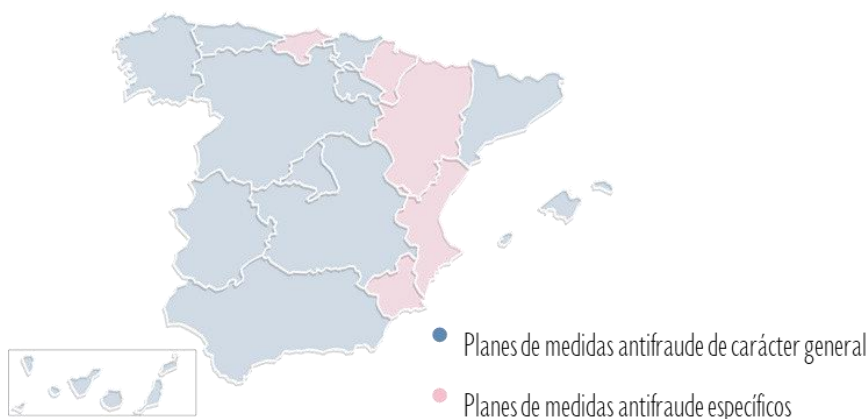 Planes de medidas antifraude de carácter general
Planes de medidas antifraude específicos